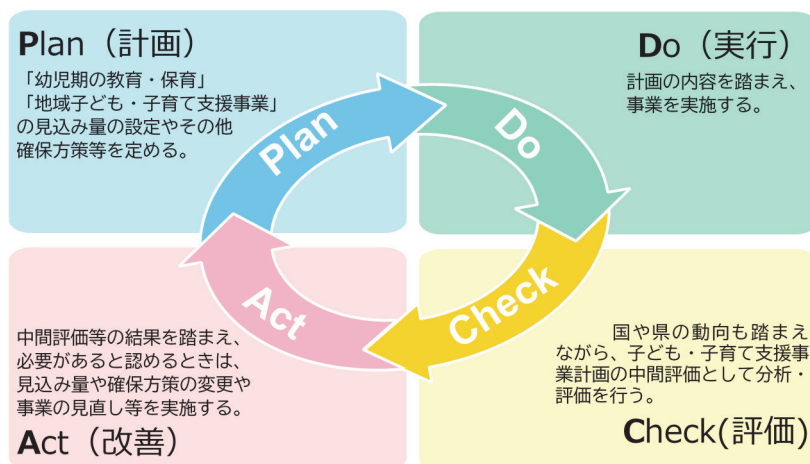 Plan（計画）
「幼児期の教育・保育」
「地域子ども・子育て支援事業」
の見込み量の設定やその他
確保方策等を定める。
Do（実行）
計画の内容を踏まえ、
事業を実施する。
Plan
Do
Check
Act
中間評価等の結果を踏まえ、
必要があると認めるときは、
見込み量や確保方策の変更や
事業の見直し等を実施する。
Act（改善）
国や県の動向も踏まえ
ながら、子ども・子育て支援事
業計画の中間評価として分析・
評価を行う。
Check(評価)